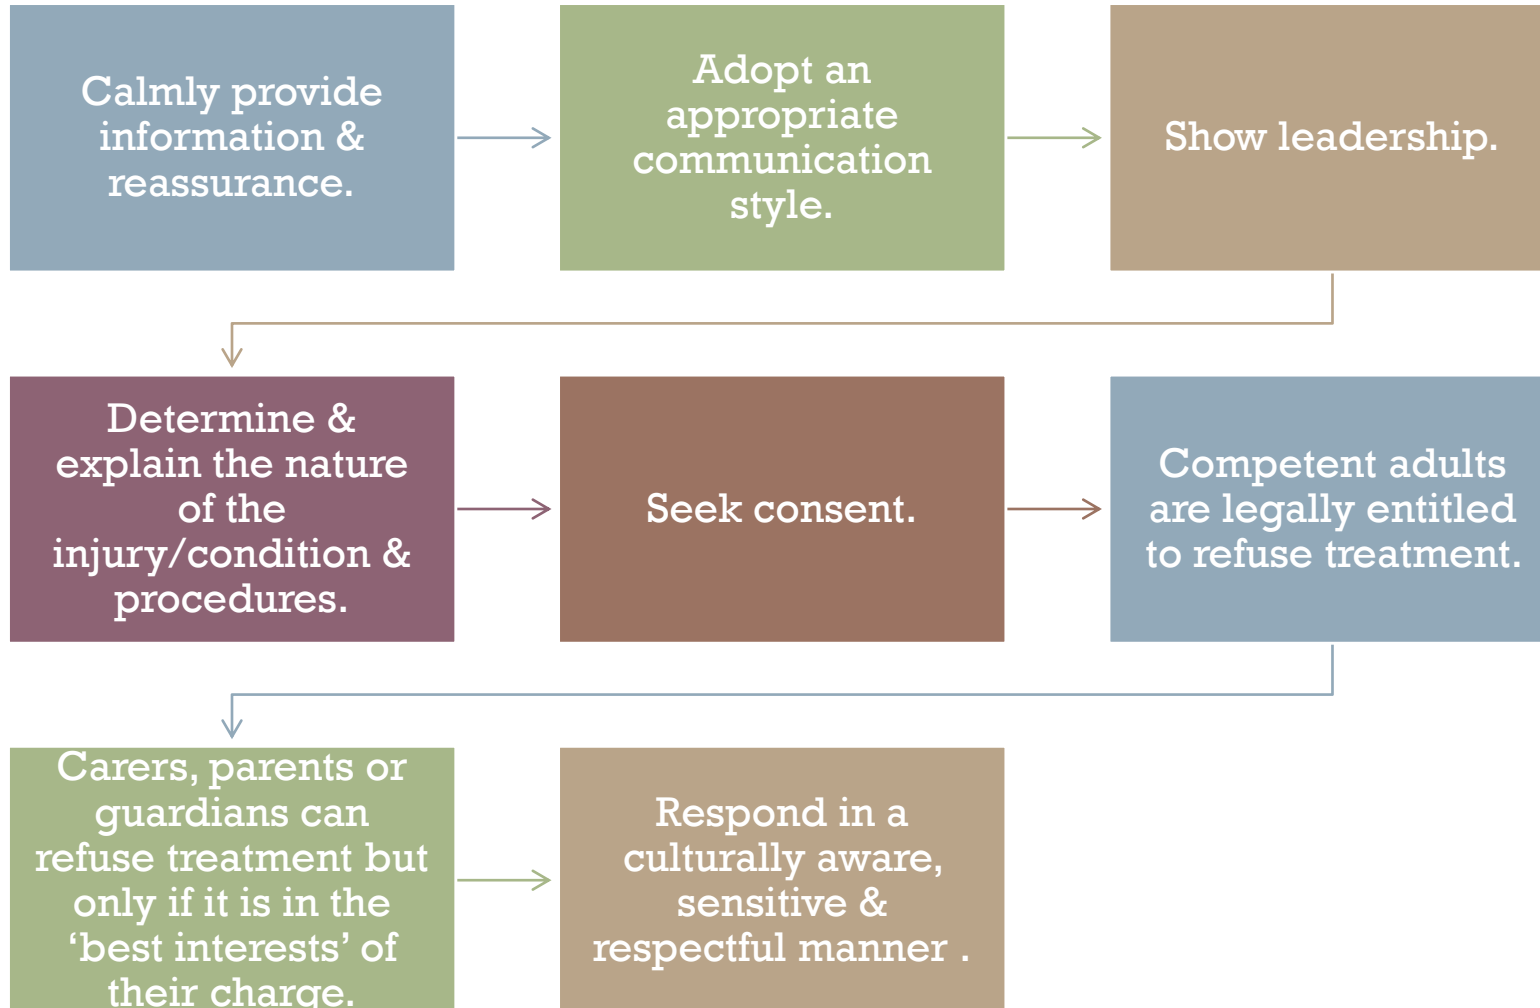 Calmly provide
information &
reassurance.
Adopt an
appropriate
communication
style.
Show leadership.
Determine &
explain the nature
of the
injury/condition &
procedures.
Seek consent.
Competent adults
are legally entitled
to refuse treatment.
Carers, parents or
guardians can
refuse treatment but
only if it is in the
‘best interests’ of
their charge.
Respond in a
culturally aware,
sensitive &
respectful manner .